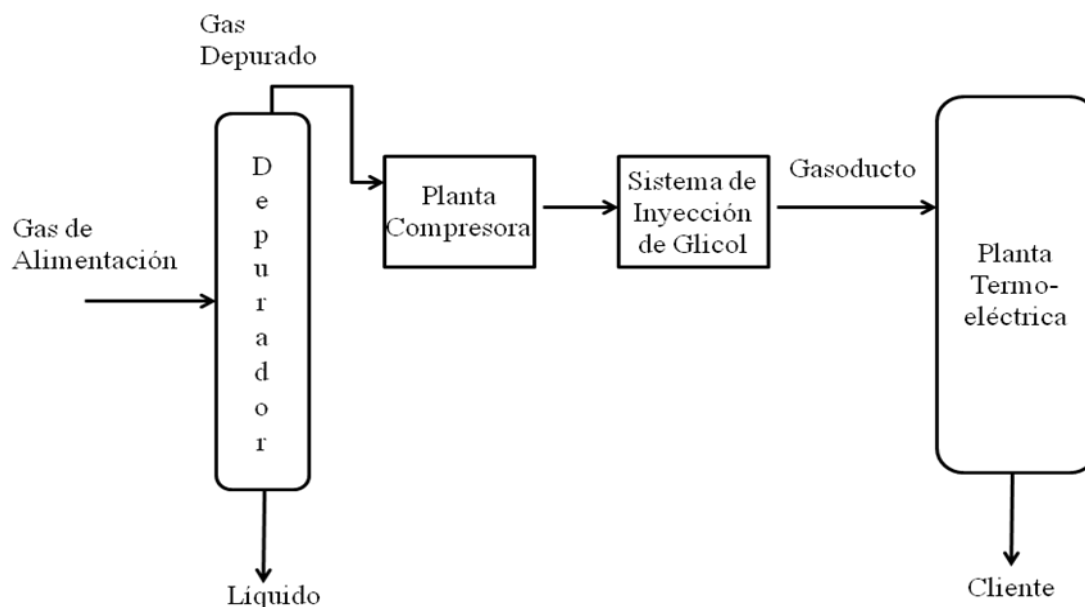 Gas
Depurado
Gas de
Alimentación
D
e
p
u
r
a
d
o
r
Líquido
Planta
Compresora
Sistema de
Inyección
de Glicol
Gasoducto
Planta
Termo-
eléctrica
Cliente